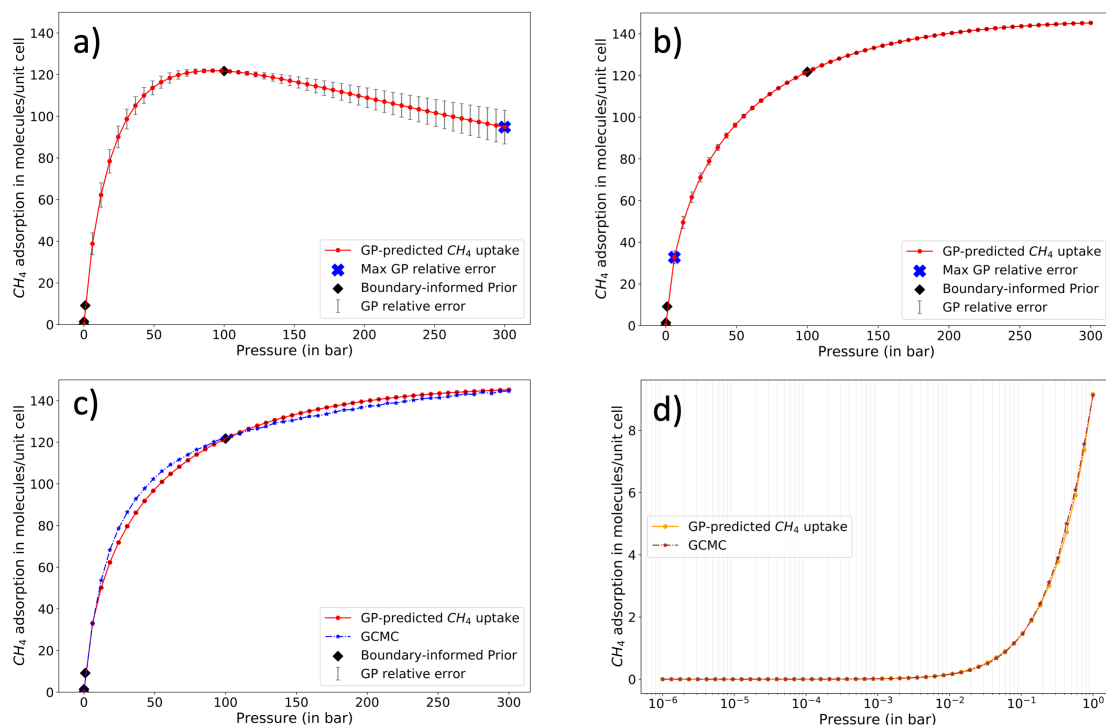 a)
CH₄ adsorption in molecules/unit cell
140
120
100
80
60
40
20
0
GP-predicted CH₄ uptake
Max GP relative error
Boundary-informed Prior
GP relative error
0 50 100 150 200 250 300
Pressure (in bar)
b)
CH₄ adsorption in molecules/unit cell
140
120
100
80
60
40
20
0
GP-predicted CH₄ uptake
Max GP relative error
Boundary-informed Prior
GP relative error
0 50 100 150 200 250 300
Pressure (in bar)
c)
CH₄ adsorption in molecules/unit cell
140
120
100
80
60
40
20
0
GP-predicted CH₄ uptake
GCMC
Boundary-informed Prior
GP relative error
0 50 100 150 200 250 300
Pressure (in bar)
d)
CH₄ adsorption in molecules/unit cell
8
6
4
2
0
GP-predicted CH₄ uptake
GCMC
10⁻⁶ 10⁻⁵ 10⁻⁴ 10⁻³ 10⁻² 10⁻¹ 10⁰
Pressure (in bar)